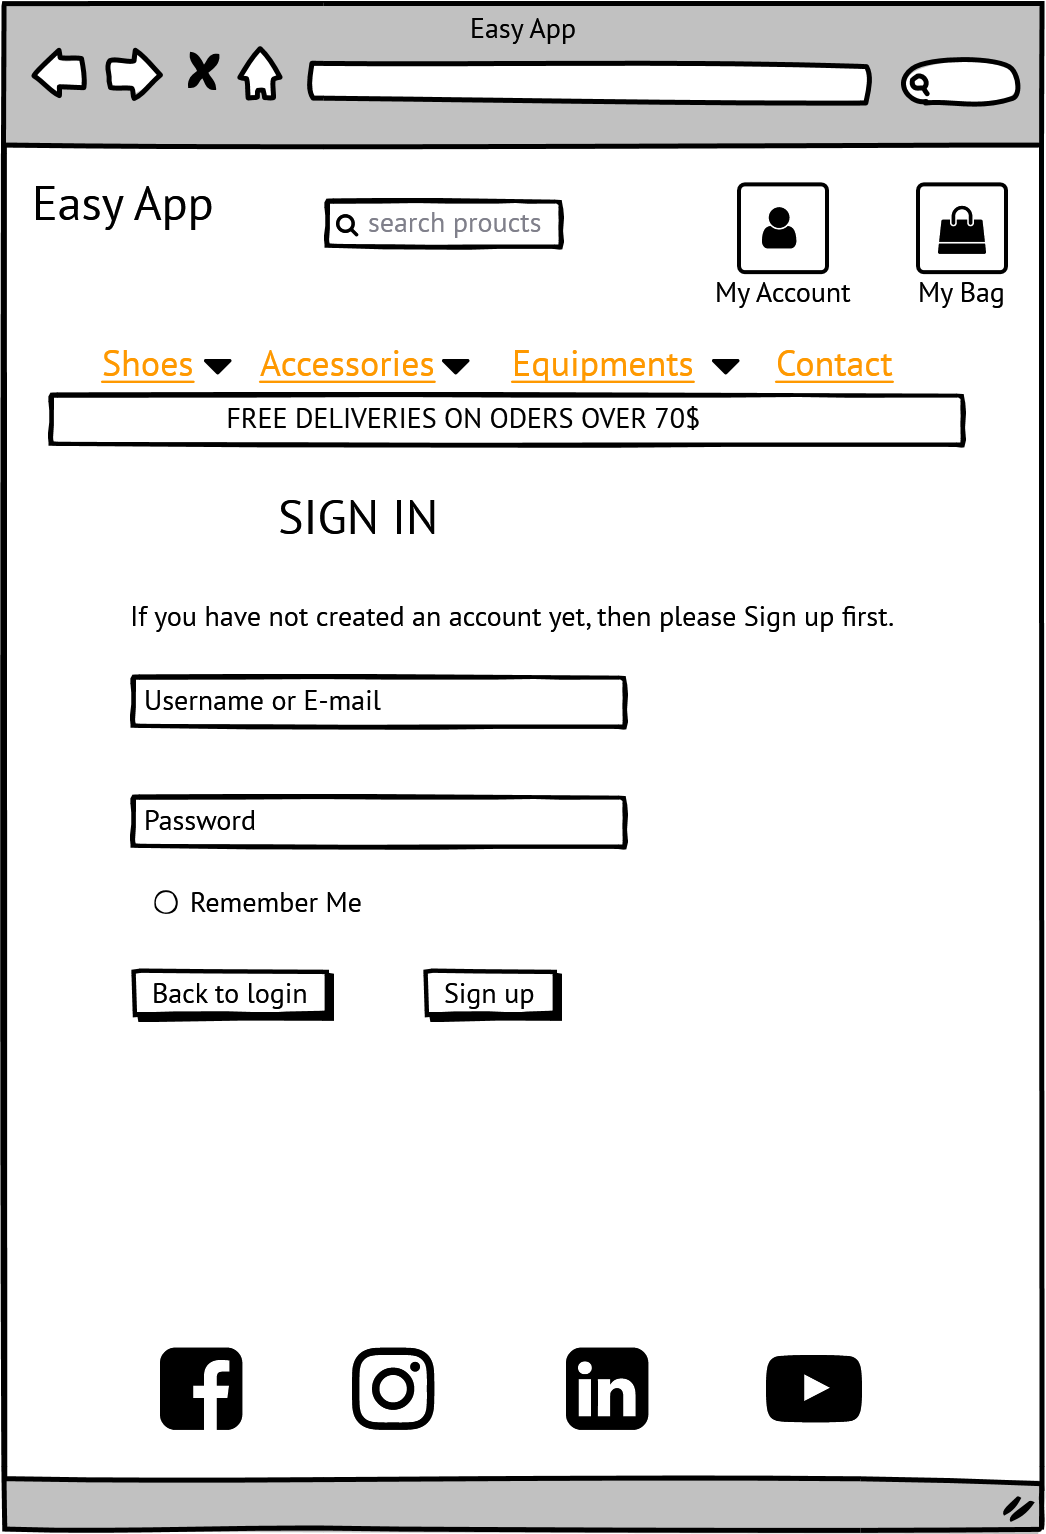 Easy App
Easy App
search proucts
My Account
My Bag
Shoes Accessories Equipments Contact
FREE DELIVERIES ON ODERS OVER 70$
SIGN IN
If you have not created an account yet, then please Sign up first.
Username or E-mail
Password
Remember Me
Back to login
Sign up